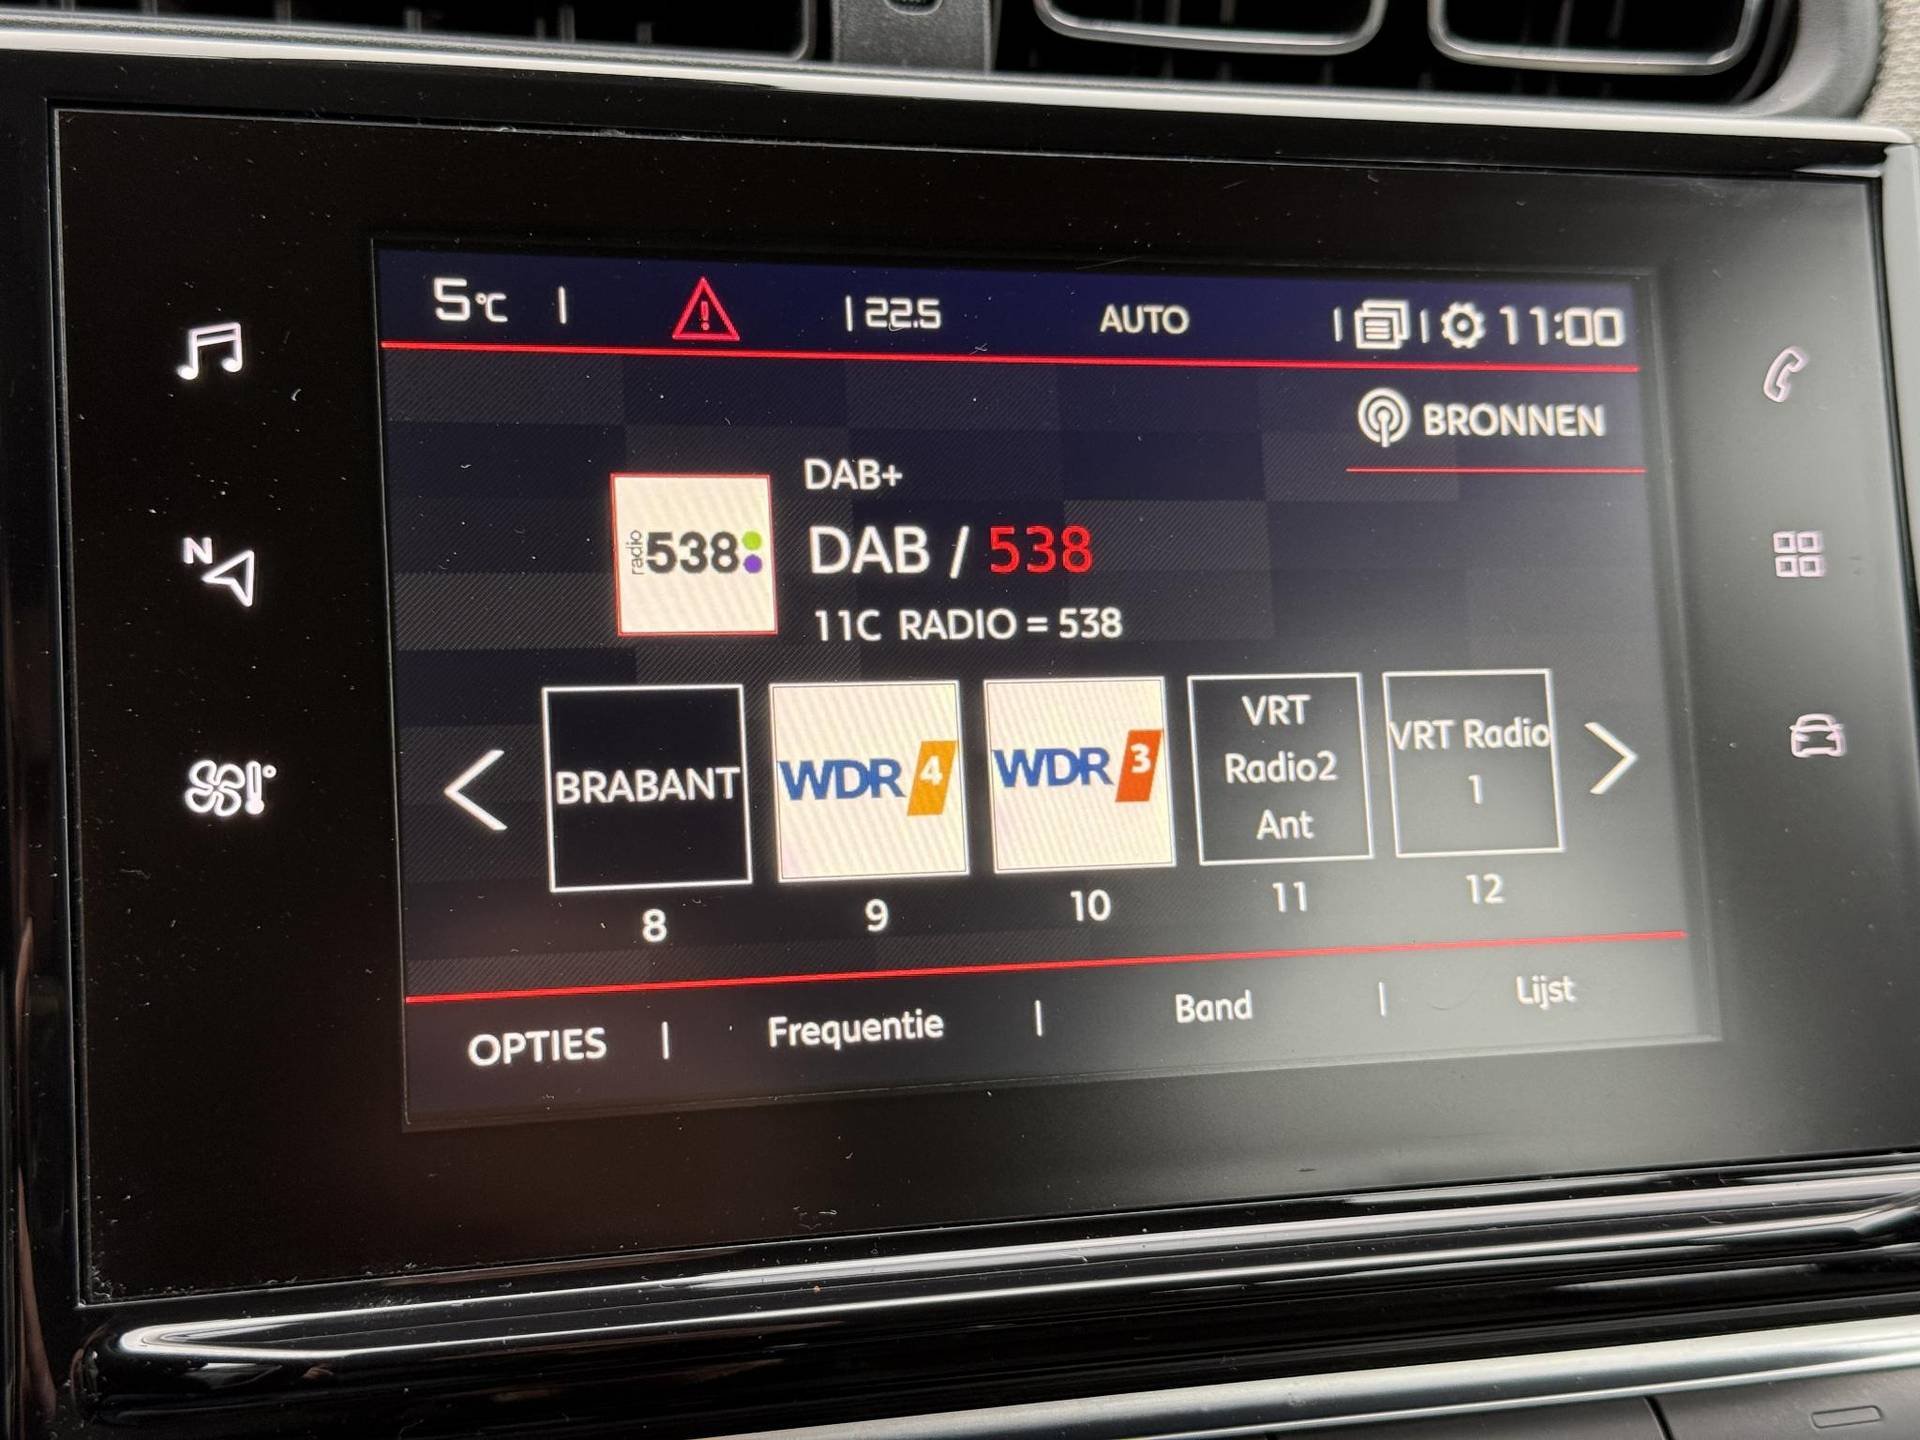 5°C | | 22.5 AUTO | | 11:00
BRONNEN
N
DAB+
radio 538
DAB / 538
11C RADIO = 538
BRABANT
WDR 4
WDR 3
VRT
Radio2
Ant
VRT Radio
1
8 9 10 11 12
OPTIES | Frequentie | Band | Lijst